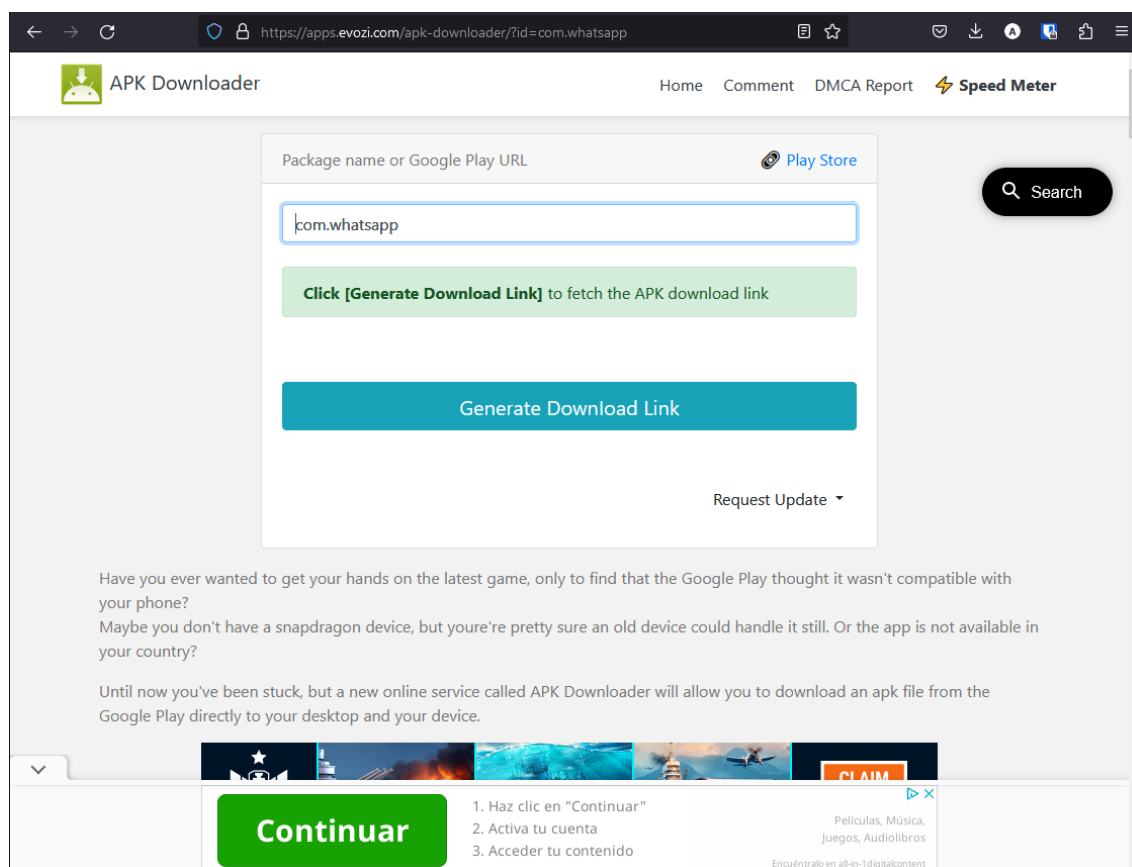 https://apps.evozi.com/apk-downloader/?id=com.whatsapp
APK Downloader
Home Comment DMCA Report Speed Meter
Package name or Google Play URL
Play Store
Search
com.whatsapp
Click [Generate Download Link] to fetch the APK download link
Generate Download Link
Request Update
Have you ever wanted to get your hands on the latest game, only to find that the Google Play thought it wasn't compatible with
your phone?
Maybe you don't have a snapdragon device, but youre're pretty sure an old device could handle it still. Or the app is not available in
your country?
Until now you've been stuck, but a new online service called APK Downloader will allow you to download an apk file from the
Google Play directly to your desktop and your device.
CLAIM
Continuar
1. Haz clic en "Continuar"
2. Activa tu cuenta
3. Acceder tu contenido
Películas, Música,
Juegos, Audiolibros
Encuéntralo en all-in-1digitalcontent